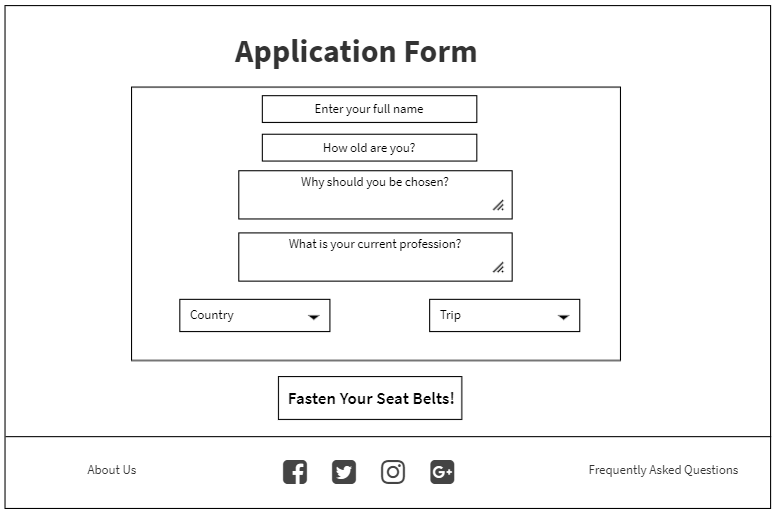 Application Form
Enter your full name
How old are you?
Why should you be chosen?
What is your current profession?
Country
Trip
Fasten Your Seat Belts!
About Us
G+
Frequently Asked Questions